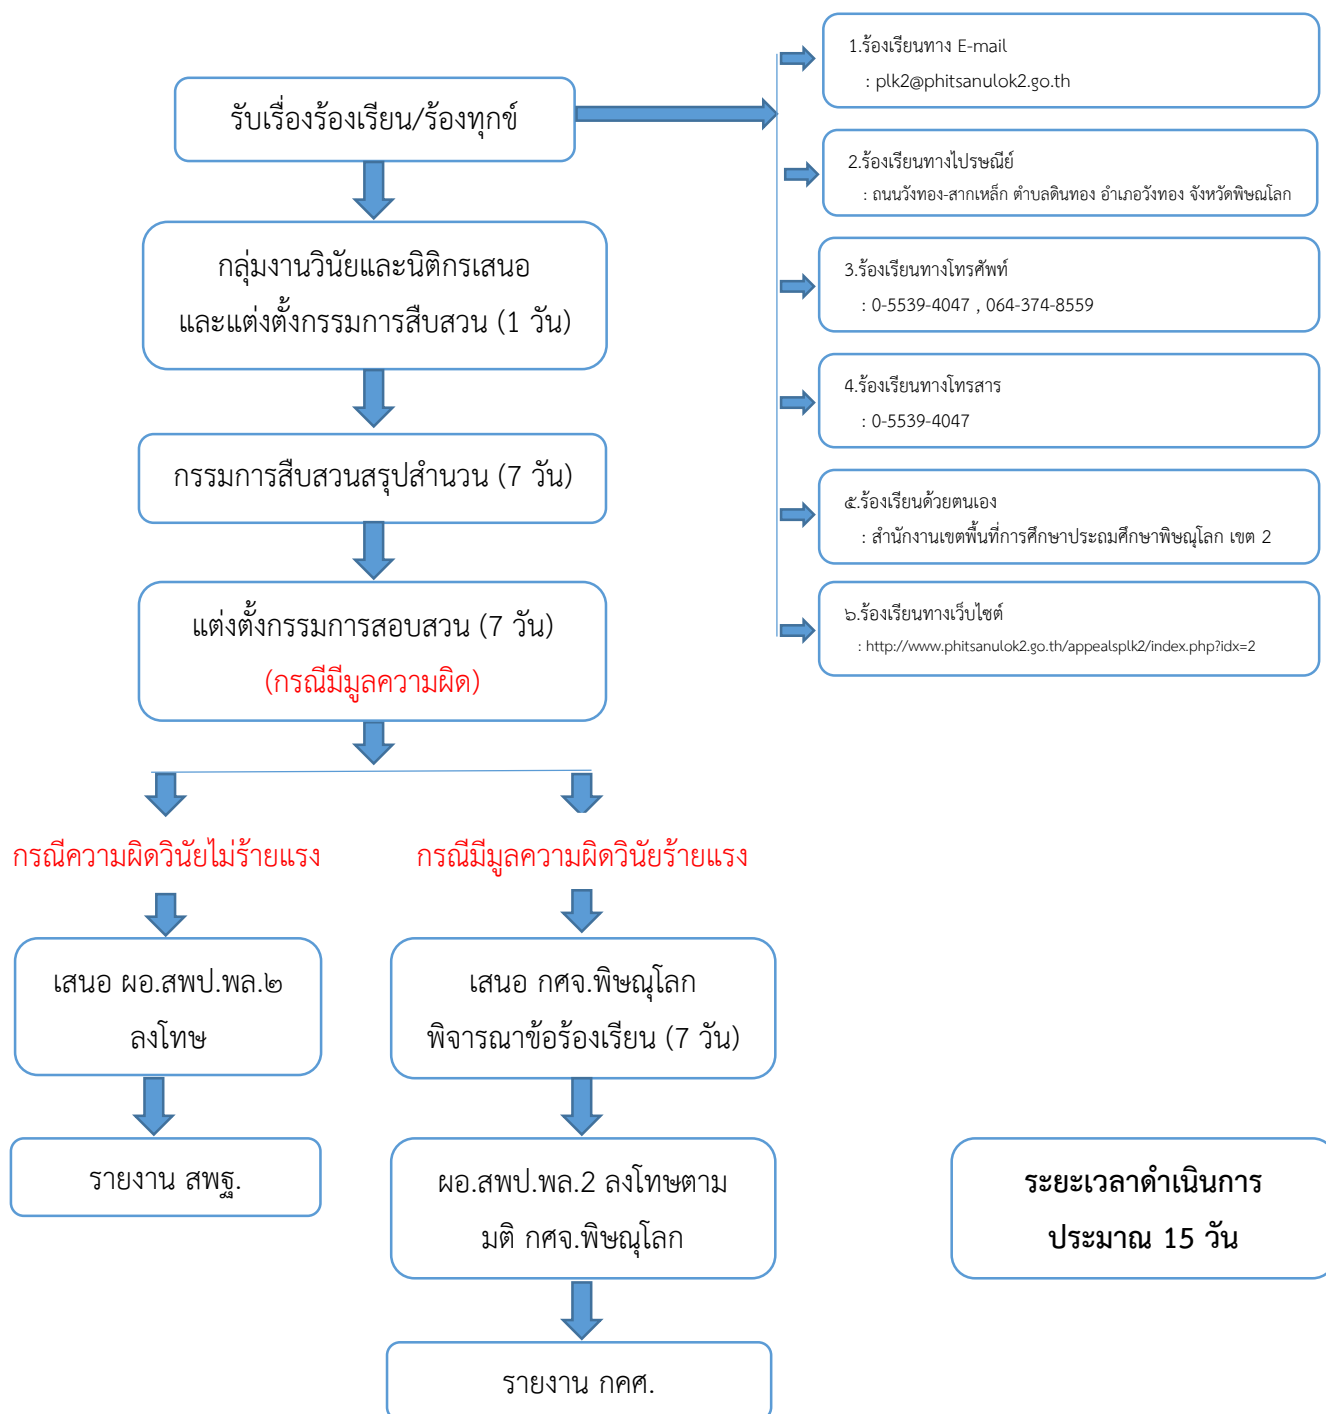 รับเรื่องร้องเรียน/ร้องทุกข์
กลุ่มงานวินัยและนิติกรเสนอ
และแต่งตั้งกรรมการสืบสวน (1 วัน)
กรรมการสืบสวนสรุปสำนวน (7 วัน)
แต่งตั้งกรรมการสอบสวน (7 วัน)
(กรณีมีมูลความผิด)
กรณีความผิดวินัยไม่ร้ายแรง
เสนอ ผอ.สพป.พล.๒
ลงโทษ
รายงาน สพฐ.
กรณีมีมูลความผิดวินัยร้ายแรง
เสนอ กศจ.พิษณุโลก
พิจารณาข้อร้องเรียน (7 วัน)
ผอ.สพป.พล.2 ลงโทษตาม
มติ กศจ.พิษณุโลก
รายงาน กคศ.
1.ร้องเรียนทาง E-mail
: plk2@phitsanulok2.go.th
2.ร้องเรียนทางไปรษณีย์
: ถนนวังทอง-สากเหล็ก ตำบลดินทอง อำเภอวังทอง จังหวัดพิษณโลก
3.ร้องเรียนทางโทรศัพท์
: 0-5539-4047 , 064-374-8559
4.ร้องเรียนทางโทรสาร
: 0-5539-4047
๕.ร้องเรียนด้วยตนเอง
: สำนักงานเขตพื้นที่การศึกษาประถมศึกษาพิษณุโลก เขต 2
๖.ร้องเรียนทางเว็บไซต์
: http://www.phitsanulok2.go.th/appealsplk2/index.php?idx=2
ระยะเวลาดำเนินการ
ประมาณ 15 วัน